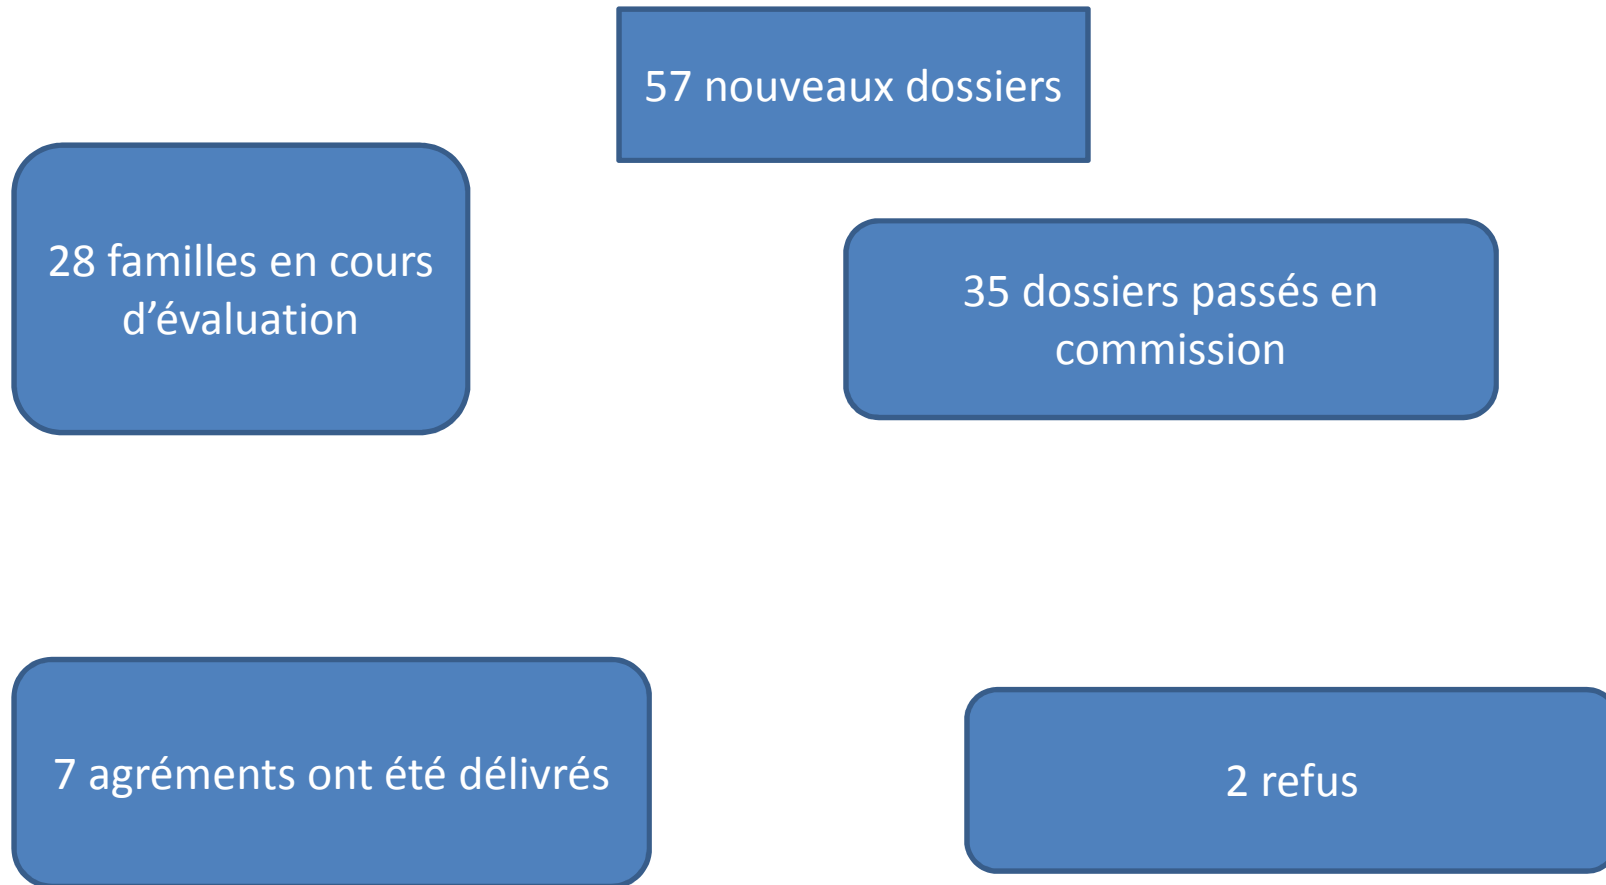 57 nouveaux dossiers
28 familles en cours
d’évaluation
35 dossiers passés en
commission
7 agréments ont été délivrés
2 refus